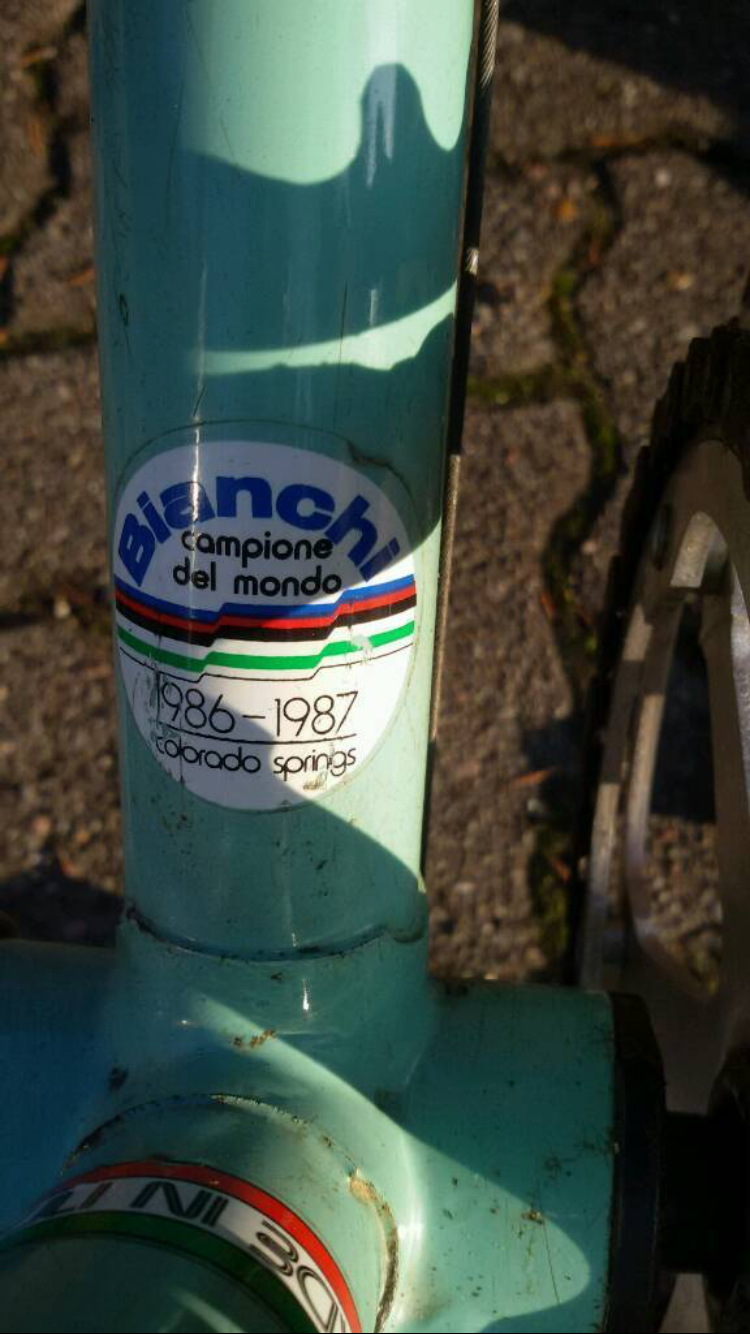 Bianchi
campione
del mondo
1986-1987
colorado springs